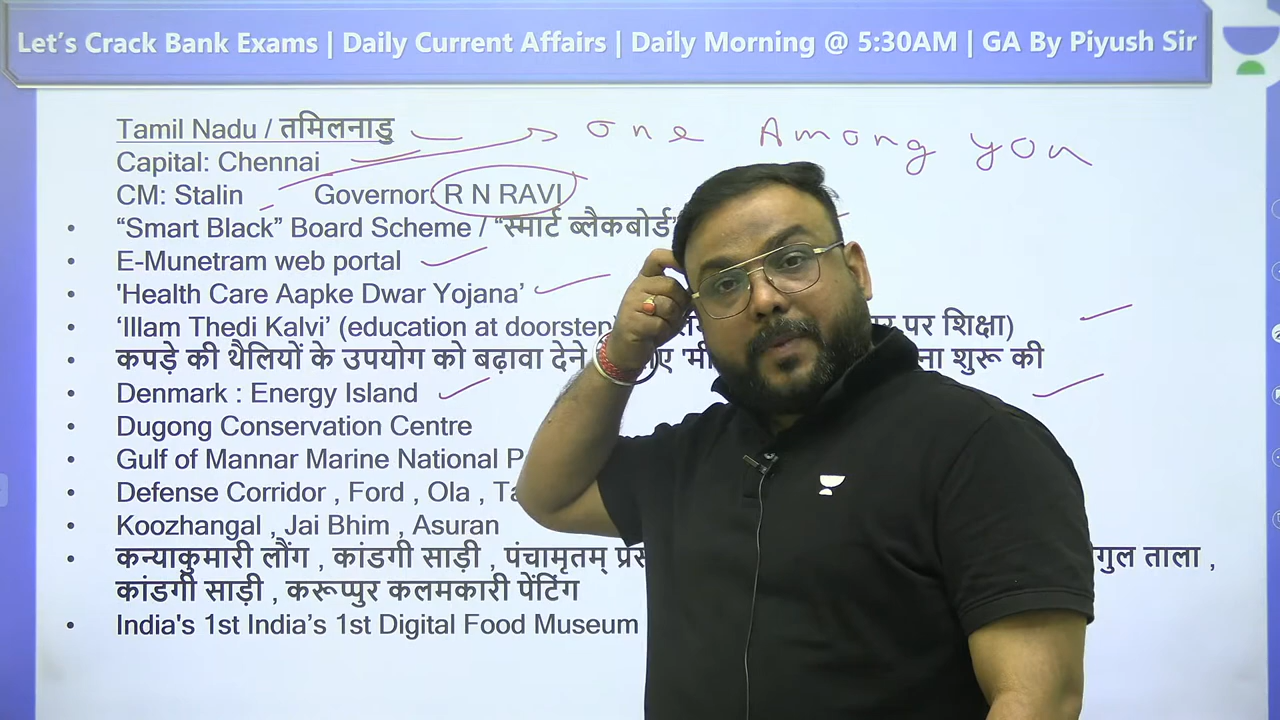 Let's Crack Bank Exams | Daily Current Affairs | Daily Morning @ 5:30AM | GA By Piyush Sir
Tamil Nadu / तमिलनाडु
one Among you
Capital: Chennai
CM: Stalin Governor: R N RAVI
• “Smart Black” Board Scheme / “स्मार्ट ब्लैकबोर्ड”
• E-Munetram web portal
• 'Health Care Aapke Dwar Yojana’
• ‘Illam Thedi Kalvi’ (education at doorstep) पर शिक्षा)
• कपड़े की थैलियों के उपयोग को बढ़ावा देने शुरू की
• Denmark : Energy Island
• Dugong Conservation Centre
• Gulf of Mannar Marine National
• Defense Corridor , Ford , Ola ,
• Koozhangal , Jai Bhim , Asuran
• कन्याकुमारी लौंग , कांडगी साड़ी , पंचामृतम् ताला ,
कांडगी साड़ी , करूप्पुर कलमकारी पेंटिंग
• India's 1st India’s 1st Digital Food Museum